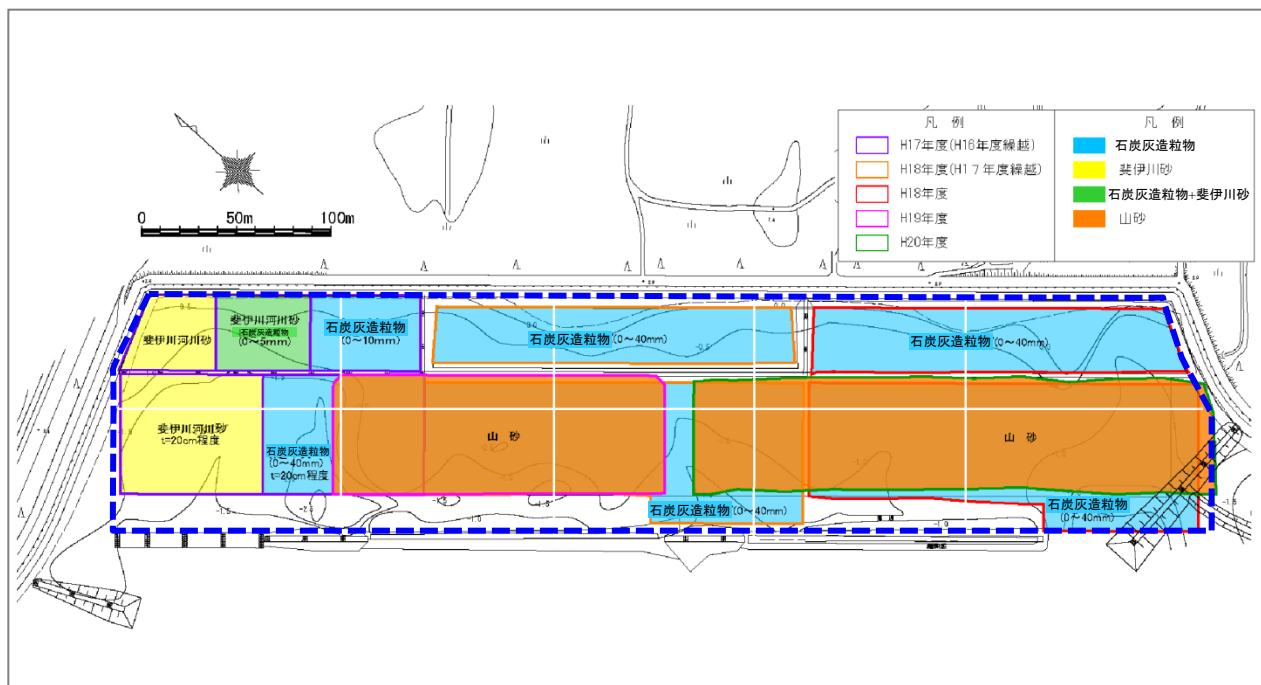 凡 例
H17年度(H16年度繰越)
H18年度(H17年度繰越)
H18年度
H19年度
H20年度
凡 例
石炭灰造粒物
斐伊川砂
石炭灰造粒物+斐伊川砂
山砂
0 50m 100m
斐伊川河川砂
斐伊川河川砂
石炭灰造粒物
(0〜5mm)
石炭灰造粒物
(0〜10mm)
石炭灰造粒物(0〜40mm)
石炭灰造粒物(0〜40mm)
斐伊川河川砂
t=20cm程度
石炭灰造粒物
(0〜40mm)
t=20cm程度
山 砂
山 砂
石炭灰造粒物(0〜40mm)
石炭灰造粒物
(0〜40mm)
-1.5
-2.5
-1.0
-1.0